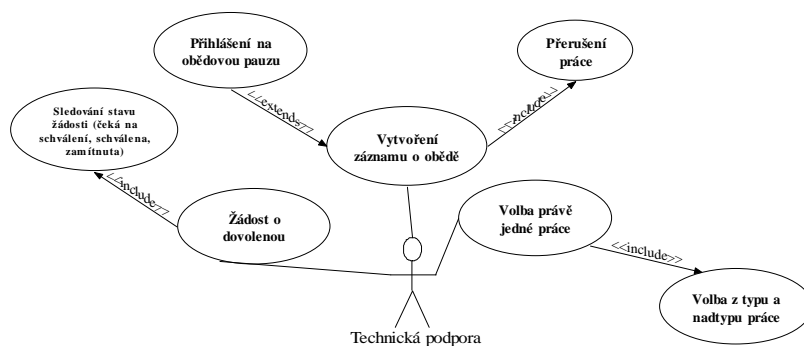 Přihlášení na
obědovou pauzu
Přerušení
práce
<<extends>>
<<include>>
Sledování stavu
žádosti (čeká na
schválení, schválena,
zamítnuta)
Vytvoření
záznamu o obědě
<<include>>
Žádost o
dovolenou
Volba právě
jedné práce
<<include>>
Volba z typu a
nadtypu práce
Technická podpora